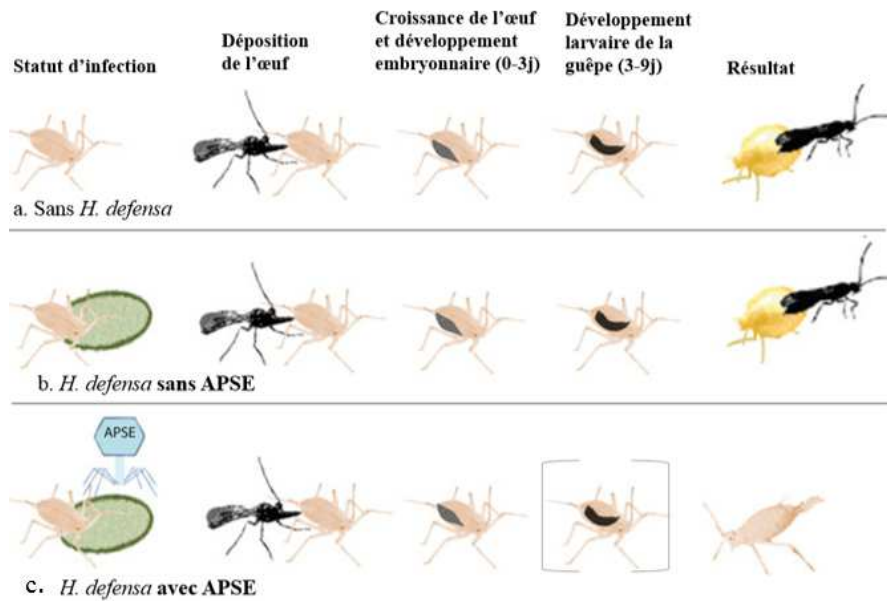 Statut d’infection
Déposition
de l’œuf
Croissance de l’œuf
et développement
embryonnaire (0-3j)
Développement
larvaire de la
guêpe (3-9j)
Résultat
a. Sans H. defensa
b. H. defensa sans APSE
APSE
c. H. defensa avec APSE